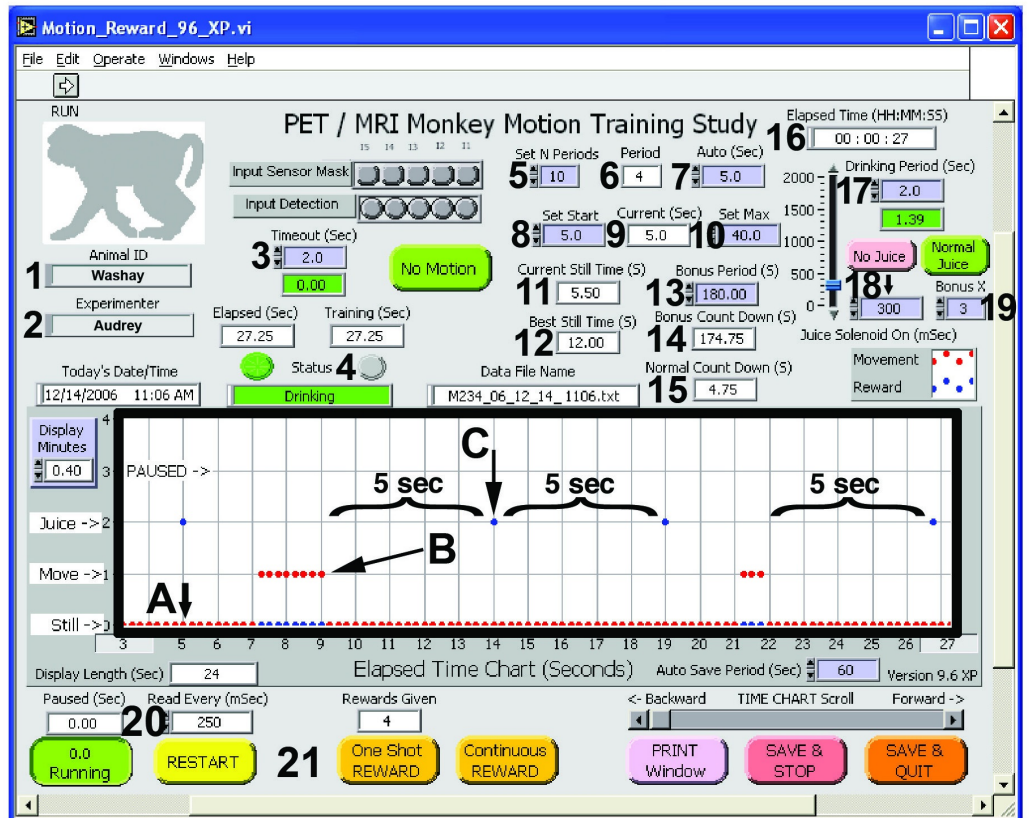 Motion_Reward_96_XP.vi
File Edit Operate Windows Help
RUN
PET / MRI Monkey Motion Training Study
Elapsed Time (HH:MM:SS)
16 00 : 00 : 27
15 14 13 12 11
Input Sensor Mask
Input Detection
Set N Periods
5 10
Period
6 4
Auto (Sec)
7 5.0
Drinking Period (Sec)
17 2.0
1.39
2000
1500
1000
500
0
Set Start
8 5.0
Current (Sec)
9 5.0
Set Max
10 40.0
Timeout (Sec)
3 2.0
0.00
No Motion
No Juice
Normal Juice
Animal ID
1 Washay
Experimenter
2 Audrey
Current Still Time (S)
11 5.50
Bonus Period (S)
13 180.00
18
300
Bonus X
3 19
Juice Solenoid On (mSec)
Elapsed (Sec)
27.25
Training (Sec)
27.25
Best Still Time (S)
12 12.00
Bonus Count Down (S)
14 174.75
Normal Count Down (S)
15 4.75
Movement
Reward
Today's Date/Time
12/14/2006 11:06 AM
Status 4
Drinking
Data File Name
M234_06_12_14_1106.txt
Display
Minutes
0.40
4
3
PAUSED ->
C
5 sec 5 sec 5 sec
Juice -> 2
B
Move -> 1
A
Still -> 0
3 5 6 7 8 9 10 11 12 13 14 15 16 17 18 19 20 21 22 23 24 25 26 27
Display Length (Sec) 24
Elapsed Time Chart (Seconds)
Auto Save Period (Sec) 60
Version 9.6 XP
Paused (Sec)
0.00
Read Every (mSec)
20 250
Rewards Given
4
<- Backward TIME CHART Scroll Forward ->
0.0
Running
RESTART
21
One Shot
REWARD
Continuous
REWARD
PRINT
Window
SAVE &
STOP
SAVE &
QUIT